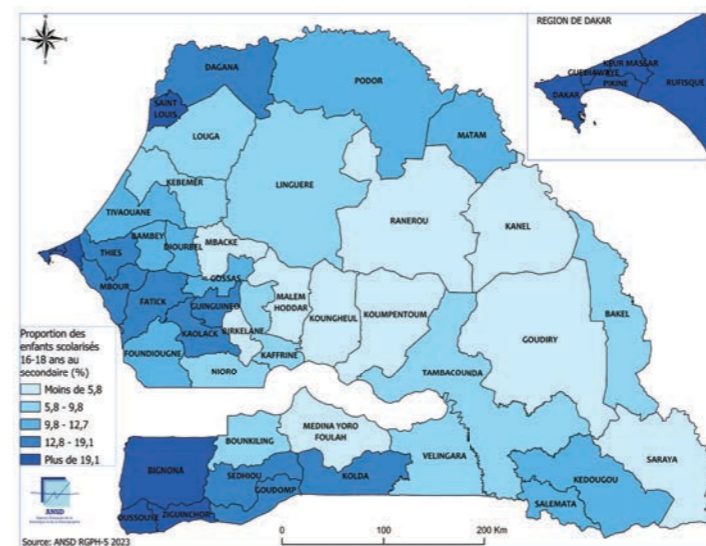 REGION DE DAKAR
KEUR MASSAR
GUEDIAWAYE
PIKINE
RUFISQUE
DAKAR
DAGANA
PODOR
SAINT
LOUIS
MATAM
LOUGA
LINGUERE
KEBEMER
RANEROU
KANEL
TIVAOUANE
BAMBEY
DIOURBEL
MBACKE
THIES
GOSSAS
MBOUR
MALEM
HODDAR
FATICK
GUINGUINEO
KOUNGHEUL
KOUMPENTOUM
GOUDIRY
BAKEL
KAOLACK
BIRKELANE
FOUNDIOUGNE
KAFFRINE
NIORO
TAMBACOUNDA
Proportion des
enfants scolarisés
16-18 ans au
secondaire (%)
Moins de 5,8
5,8 - 9,8
9,8 - 12,7
12,8 - 19,1
Plus de 19,1
MEDINA YORO
FOULAH
BOUNKILING
VELINGARA
SARAYA
BIGNONA
SEDHIOU
KOLDA
KEDOUGOU
GOUDOMP
SALEMATA
OUSSOUYE
ZIGUINCHOR
ANSD
0 100 200 Km
Source: ANSD RGPH-5 2023